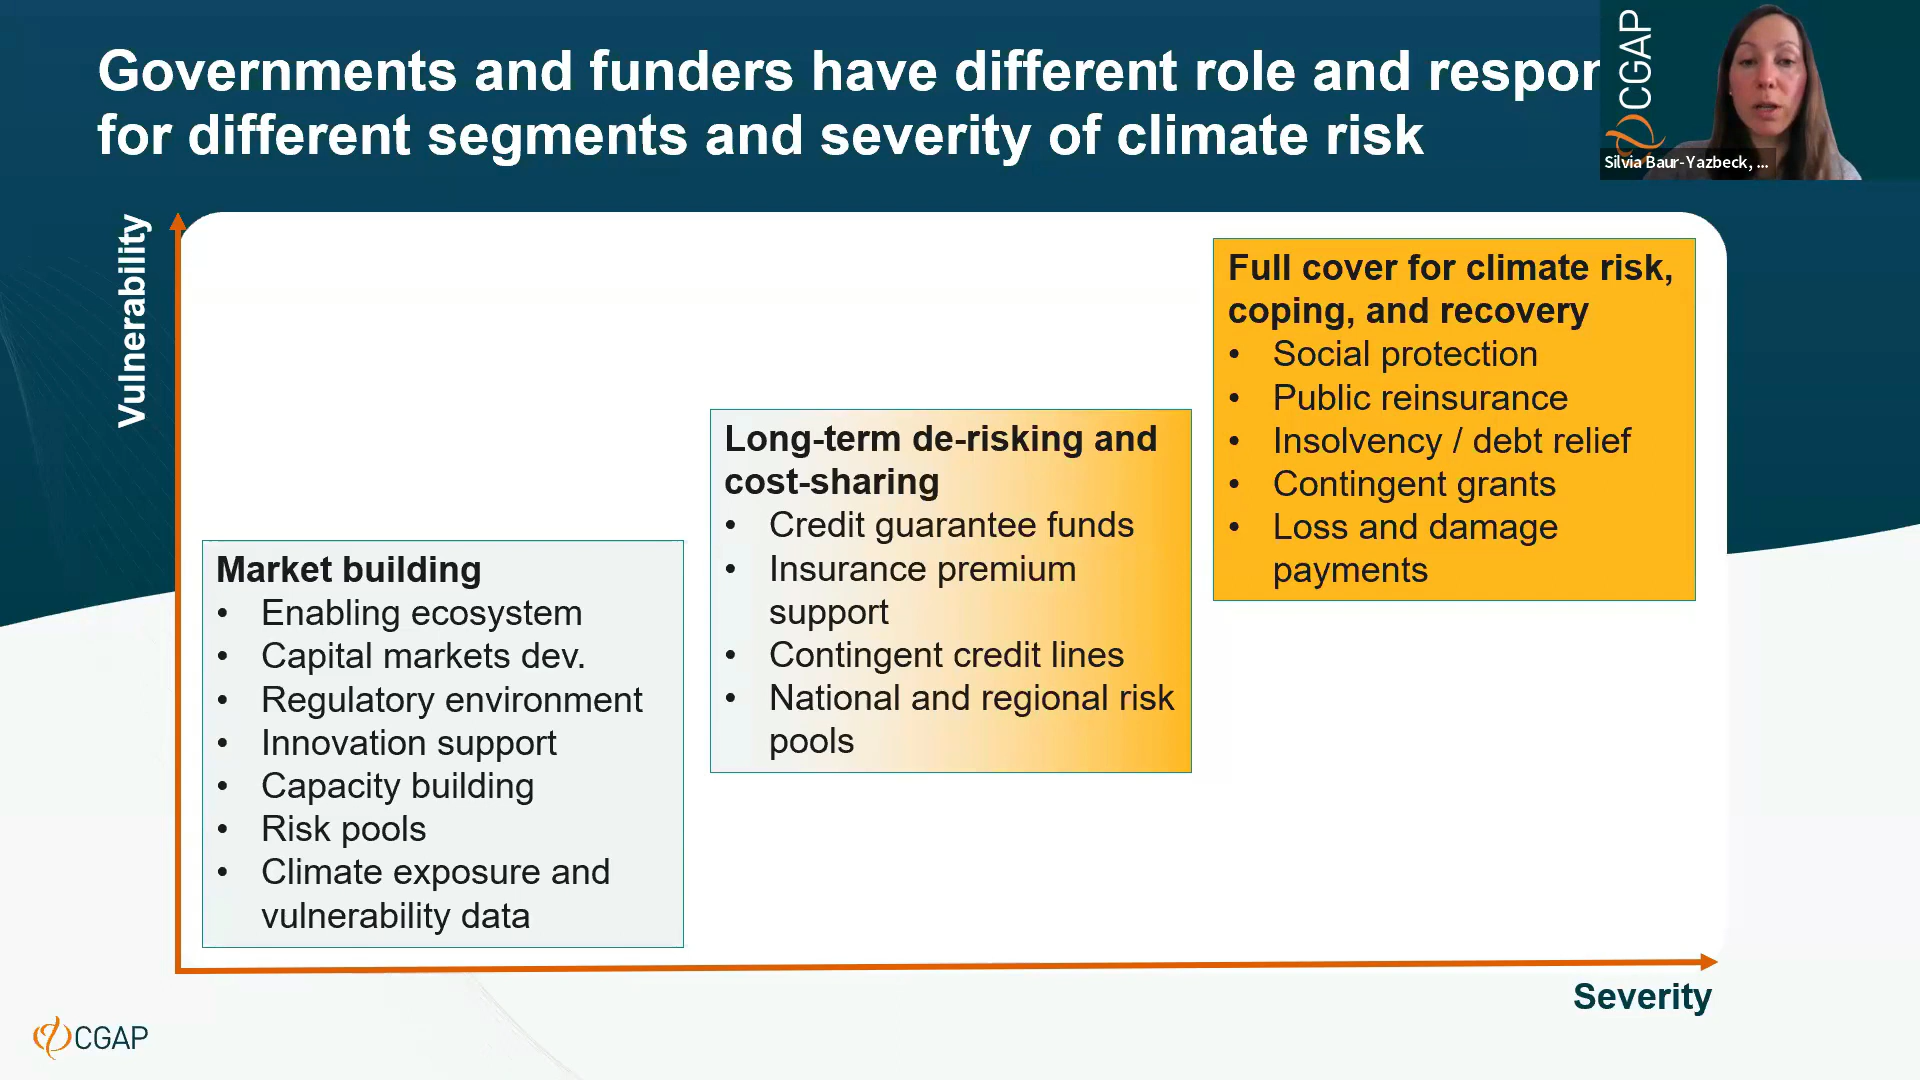 Governments and funders have different role and respon
for different segments and severity of climate risk
CGAP
Silvia Baur-Yazbeck, ...
Vulnerability
Full cover for climate risk,
coping, and recovery
• Social protection
• Public reinsurance
• Insolvency / debt relief
• Contingent grants
• Loss and damage
payments
Long-term de-risking and
cost-sharing
• Credit guarantee funds
• Insurance premium
support
• Contingent credit lines
• National and regional risk
pools
Market building
• Enabling ecosystem
• Capital markets dev.
• Regulatory environment
• Innovation support
• Capacity building
• Risk pools
• Climate exposure and
vulnerability data
Severity
CGAP